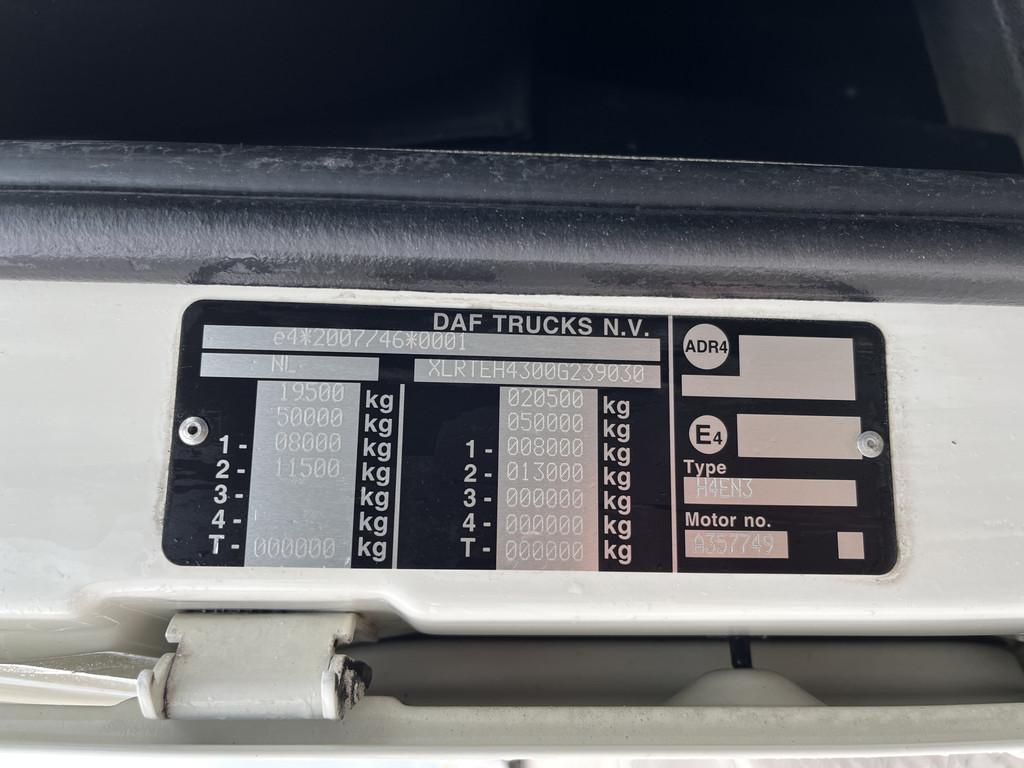 DAF TRUCKS N.V.
e4*2007/46*0001
NL XLRTEH4300G239030
19500 kg 020500 kg
50000 kg 050000 kg
1- 08000 kg 1- 008000 kg
2- 11500 kg 2- 013000 kg
3- kg 3- 000000 kg
4- kg 4- 000000 kg
T- 000000 kg T- 000000 kg
ADR4
E4
Type
H4EN3
Motor no.
A357749